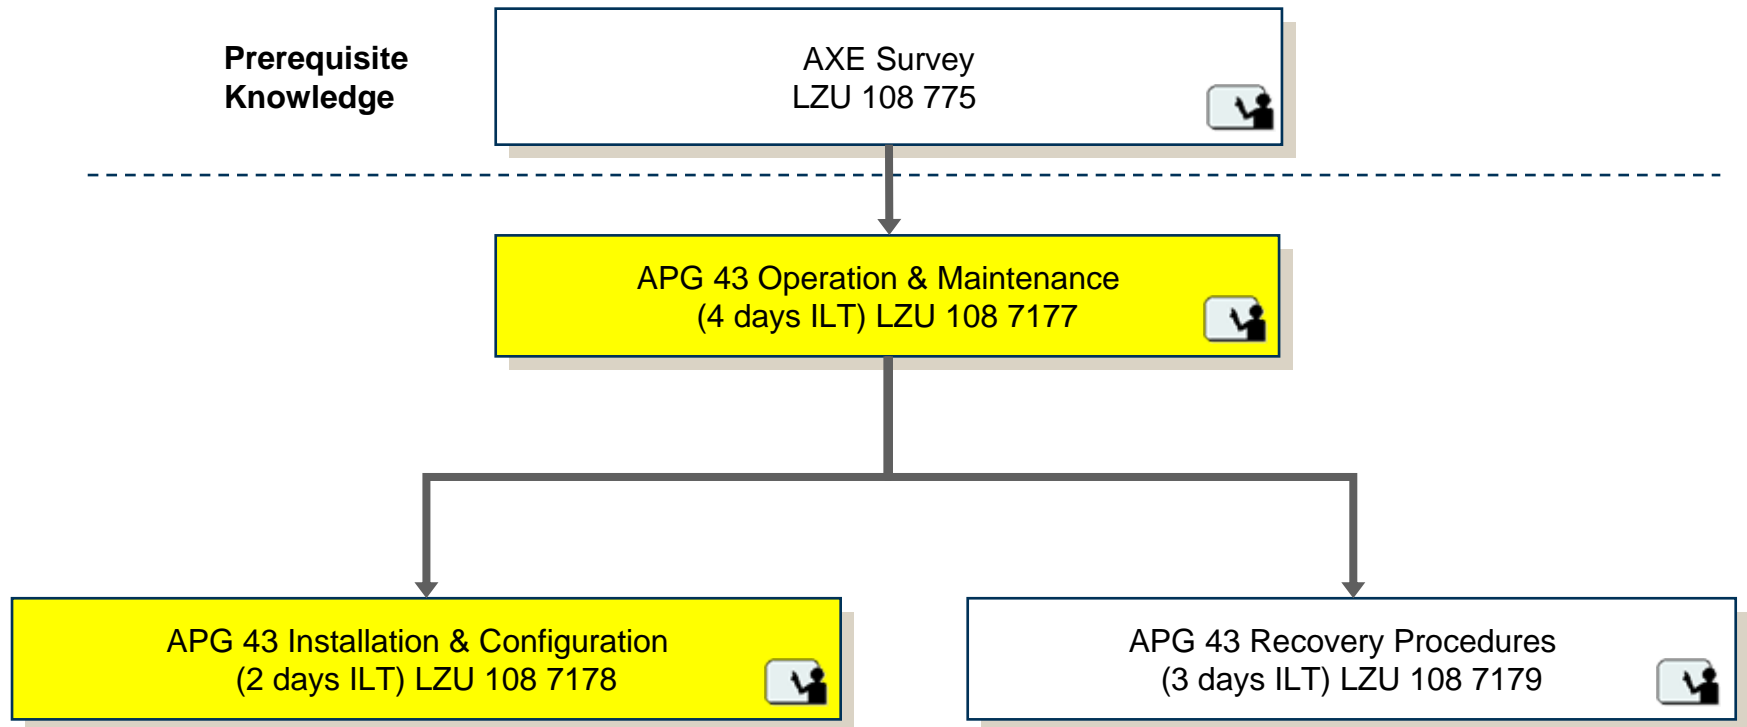 Prerequisite
Knowledge
AXE Survey
LZU 108 775
APG 43 Operation & Maintenance
(4 days ILT) LZU 108 7177
APG 43 Installation & Configuration
(2 days ILT) LZU 108 7178
APG 43 Recovery Procedures
(3 days ILT) LZU 108 7179